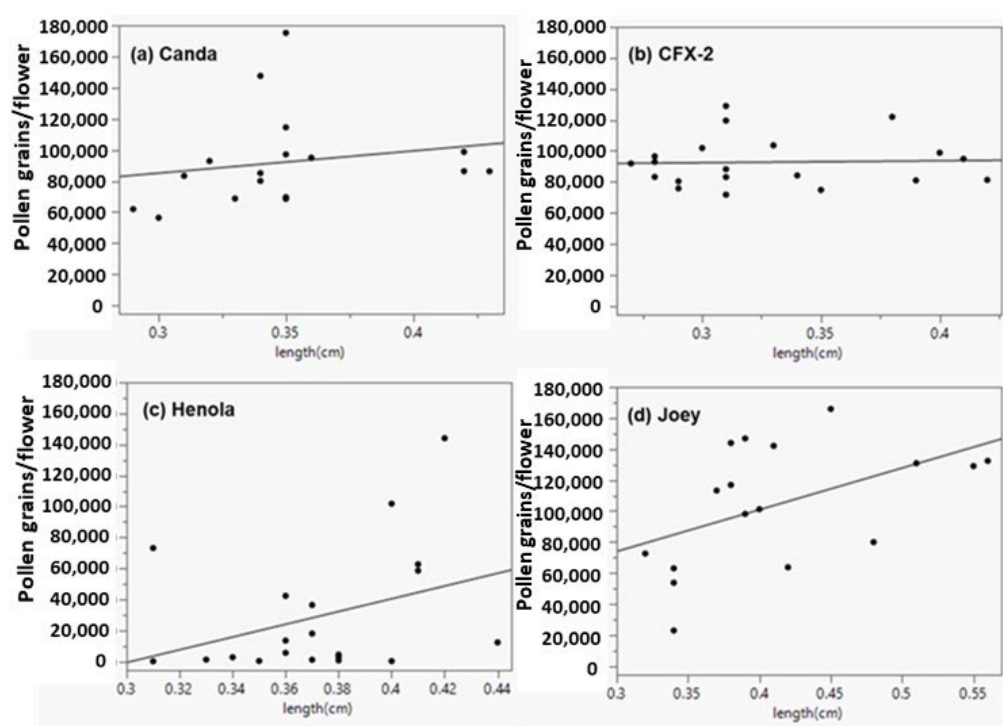 (a) Canda
Pollen grains/flower
180,000
160,000
140,000
120,000
100,000
80,000
60,000
40,000
20,000
0
0.3 0.35 0.4
length(cm)
(b) CFX-2
Pollen grains/flower
180,000
160,000
140,000
120,000
100,000
80,000
60,000
40,000
20,000
0
0.3 0.35 0.4
length(cm)
(c) Henola
Pollen grains/flower
180,000
160,000
140,000
120,000
100,000
80,000
60,000
40,000
20,000
0
0.3 0.32 0.34 0.36 0.38 0.4 0.42 0.44
length(cm)
(d) Joey
Pollen grains/flower
180,000
160,000
140,000
120,000
100,000
80,000
60,000
40,000
20,000
0
0.3 0.35 0.4 0.45 0.5 0.55
length(cm)